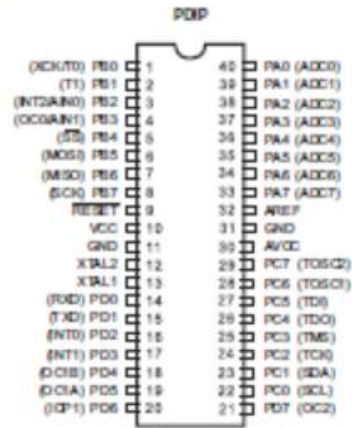 PDIP
(XCK/T0) PB0 1 40 PA0 (ADC0)
(T1) PB1 2 39 PA1 (ADC1)
(INT2/AIN0) PB2 3 38 PA2 (ADC2)
(OC0/AIN1) PB3 4 37 PA3 (ADC3)
(SS) PB4 5 36 PA4 (ADC4)
(MOSI) PB5 6 35 PA5 (ADC5)
(MISO) PB6 7 34 PA6 (ADC6)
(SCK) PB7 8 33 PA7 (ADC7)
RESET 9 32 AREF
VCC 10 31 GND
GND 11 30 AVCC
XTAL2 12 29 PC7 (TOSC2)
XTAL1 13 28 PC6 (TOSC1)
(RXD) PD0 14 27 PC5 (TDI)
(TXD) PD1 15 26 PC4 (TDO)
(INT0) PD2 16 25 PC3 (TMS)
(INT1) PD3 17 24 PC2 (TCK)
(OC1B) PD4 18 23 PC1 (SDA)
(OC1A) PD5 19 22 PC0 (SCL)
(ICP1) PD6 20 21 PD7 (OC2)